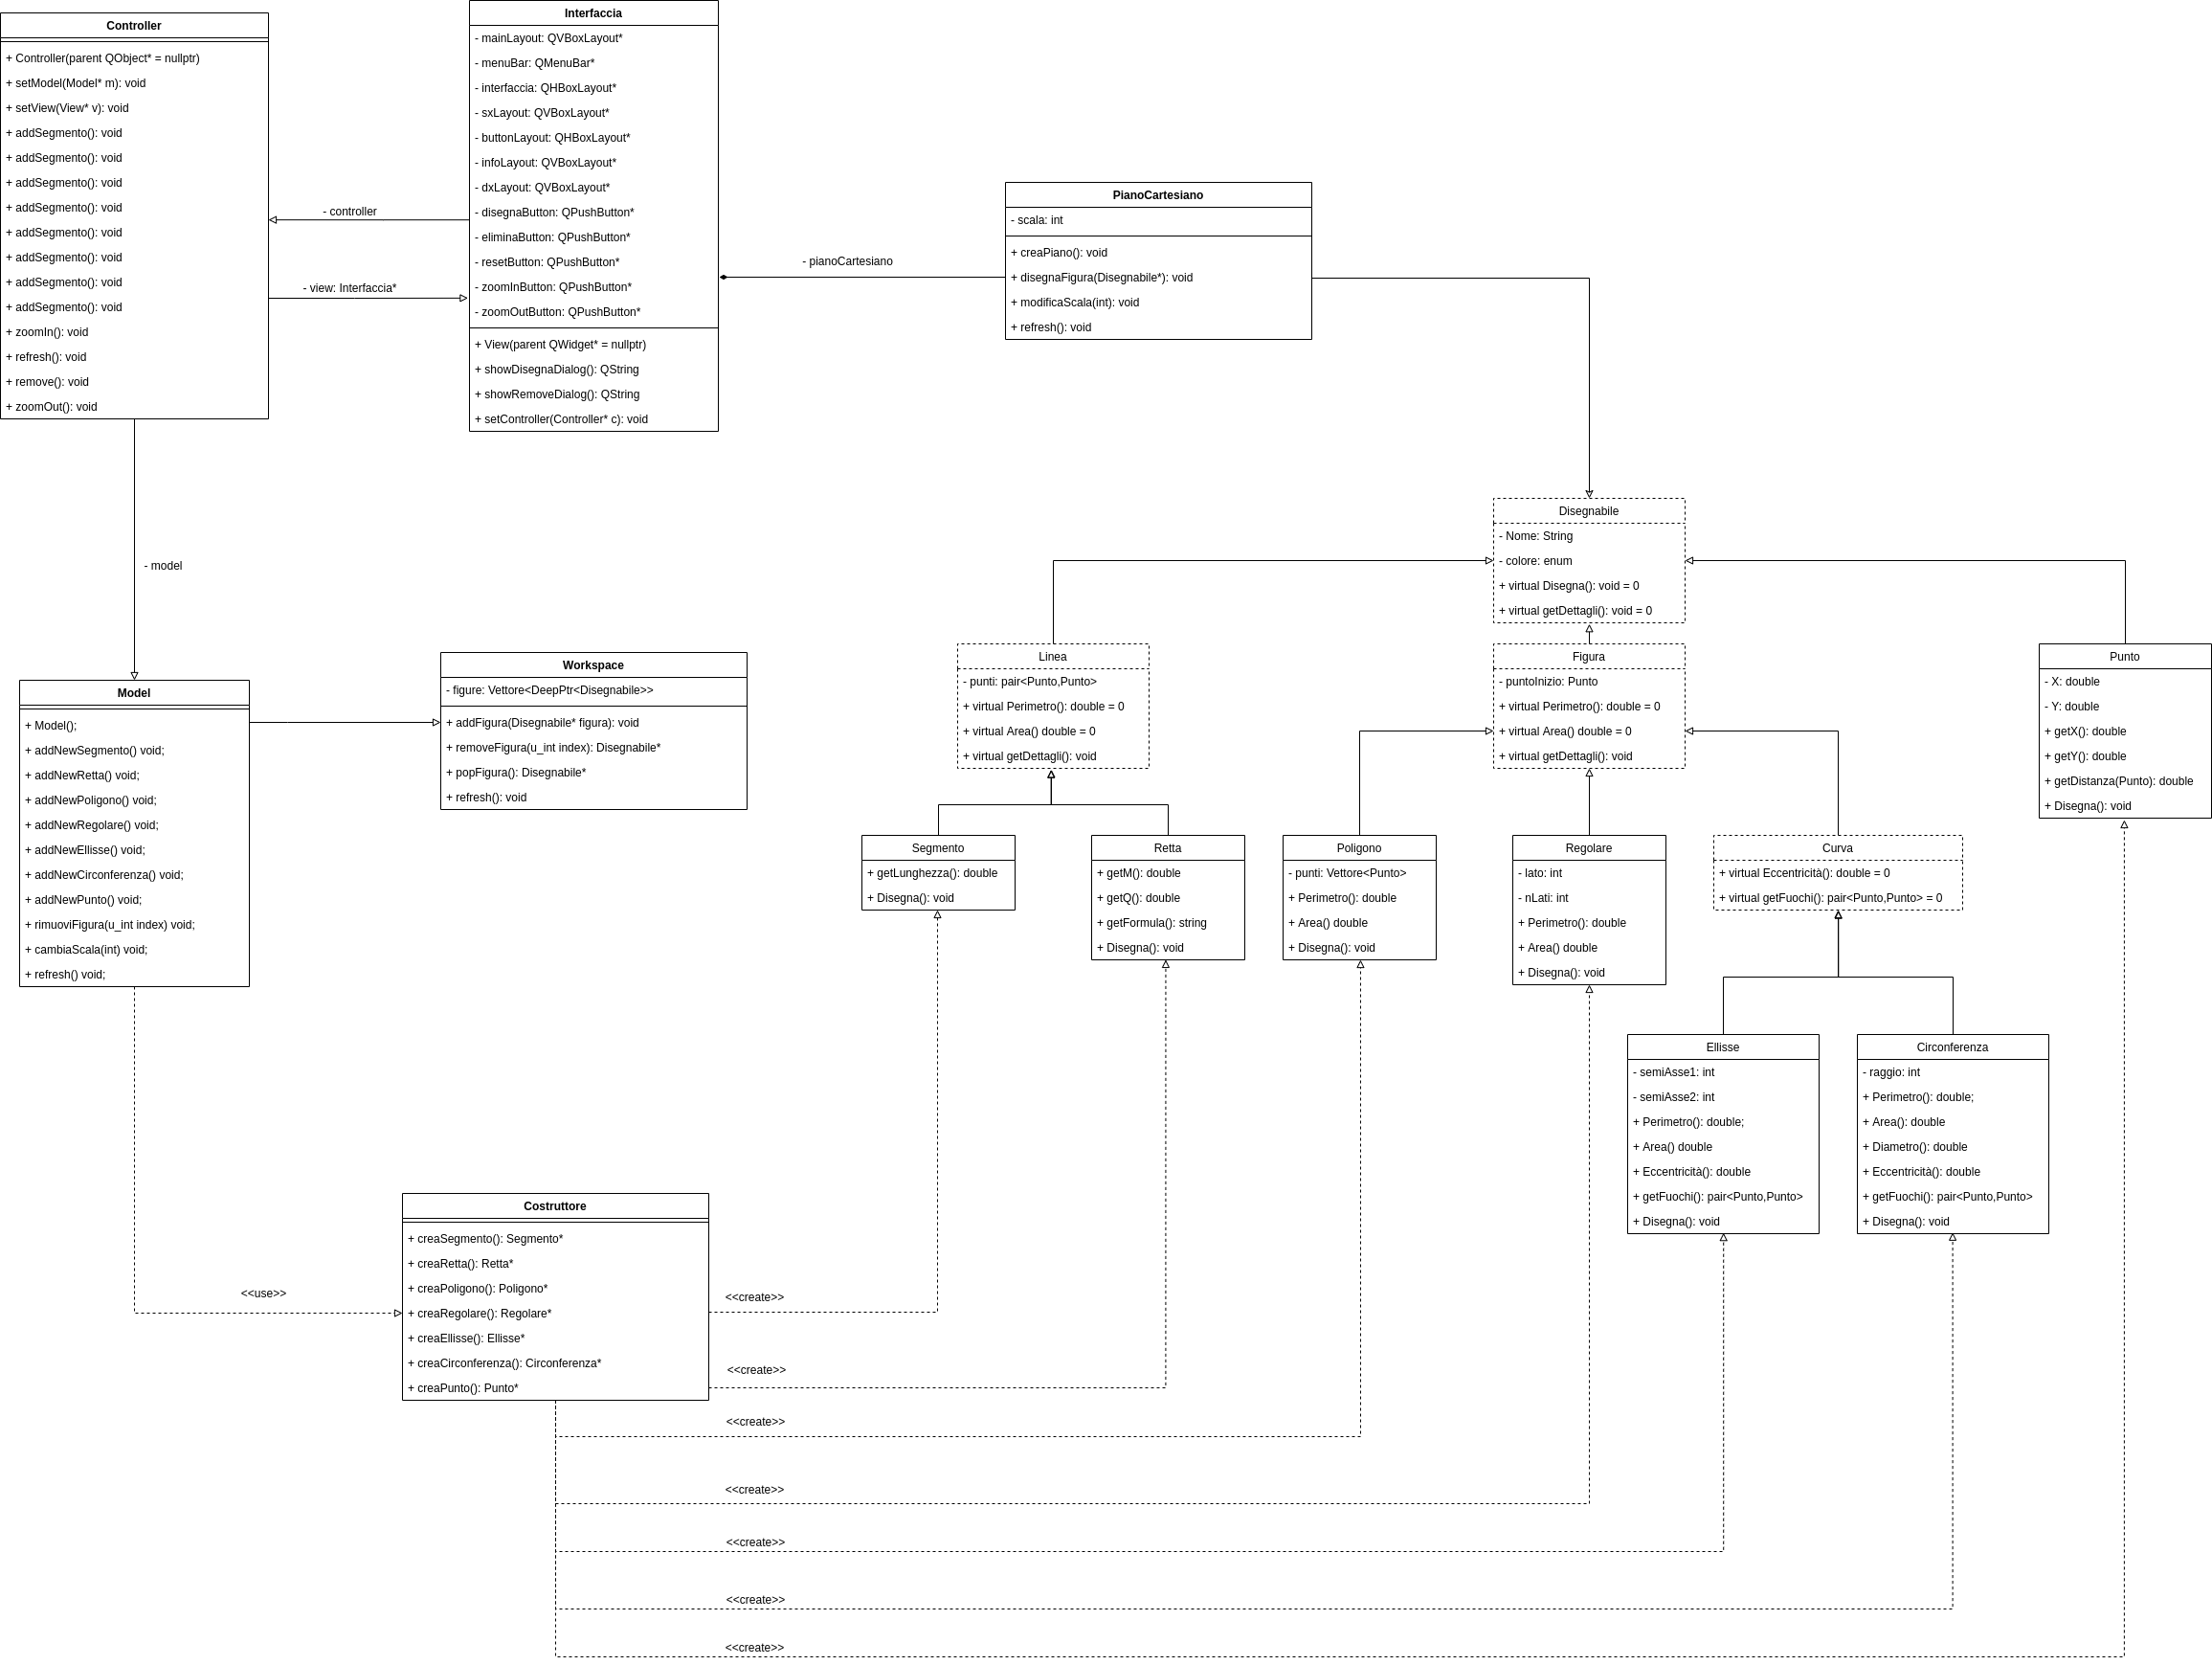 Controller
+ Controller(parent QObject* = nullptr)
+ setModel(Model* m): void
+ setView(View* v): void
+ addSegmento(): void
+ addSegmento(): void
+ addSegmento(): void
+ addSegmento(): void
+ addSegmento(): void
+ addSegmento(): void
+ addSegmento(): void
+ addSegmento(): void
+ zoomIn(): void
+ refresh(): void
+ remove(): void
+ zoomOut(): void
- controller
- view: Interfaccia*
Interfaccia
- mainLayout: QVBoxLayout*
- menuBar: QMenuBar*
- interfaccia: QHBoxLayout*
- sxLayout: QVBoxLayout*
- buttonLayout: QHBoxLayout*
- infoLayout: QVBoxLayout*
- dxLayout: QVBoxLayout*
- disegnaButton: QPushButton*
- eliminaButton: QPushButton*
- resetButton: QPushButton*
- zoomInButton: QPushButton*
- zoomOutButton: QPushButton*
+ View(parent QWidget* = nullptr)
+ showDisegnaDialog(): QString
+ showRemoveDialog(): QString
+ setController(Controller* c): void
- pianoCartesiano
PianoCartesiano
- scala: int
+ creaPiano(): void
+ disegnaFigura(Disegnabile*): void
+ modificaScala(int): void
+ refresh(): void
Disegnabile
- Nome: String
- colore: enum
+ virtual Disegna(): void = 0
+ virtual getDettagli(): void = 0
- model
Model
+ Model();
+ addNewSegmento() void;
+ addNewRetta() void;
+ addNewPoligono() void;
+ addNewRegolare() void;
+ addNewEllisse() void;
+ addNewCirconferenza() void;
+ addNewPunto() void;
+ rimuoviFigura(u_int index) void;
+ cambiaScala(int) void;
+ refresh() void;
Workspace
- figure: Vettore<DeepPtr<Disegnabile>>
+ addFigura(Disegnabile* figura): void
+ removeFigura(u_int index): Disegnabile*
+ popFigura(): Disegnabile*
+ refresh(): void
Linea
- punti: pair<Punto,Punto>
+ virtual Perimetro(): double = 0
+ virtual Area() double = 0
+ virtual getDettagli(): void
Figura
- puntoInizio: Punto
+ virtual Perimetro(): double = 0
+ virtual Area() double = 0
+ virtual getDettagli(): void
Punto
- X: double
- Y: double
+ getX(): double
+ getY(): double
+ getDistanza(Punto): double
+ Disegna(): void
Segmento
+ getLunghezza(): double
+ Disegna(): void
Retta
+ getM(): double
+ getQ(): double
+ getFormula(): string
+ Disegna(): void
Poligono
- punti: Vettore<Punto>
+ Perimetro(): double
+ Area() double
+ Disegna(): void
Regolare
- lato: int
- nLati: int
+ Perimetro(): double
+ Area() double
+ Disegna(): void
Curva
+ virtual Eccentricità(): double = 0
+ virtual getFuochi(): pair<Punto,Punto> = 0
Ellisse
- semiAsse1: int
- semiAsse2: int
+ Perimetro(): double;
+ Area() double
+ Eccentricità(): double
+ getFuochi(): pair<Punto,Punto>
+ Disegna(): void
Circonferenza
- raggio: int
+ Perimetro(): double;
+ Area(): double
+ Diametro(): double
+ Eccentricità(): double
+ getFuochi(): pair<Punto,Punto>
+ Disegna(): void
<<use>>
Costruttore
+ creaSegmento(): Segmento*
+ creaRetta(): Retta*
+ creaPoligono(): Poligono*
+ creaRegolare(): Regolare*
+ creaEllisse(): Ellisse*
+ creaCirconferenza(): Circonferenza*
+ creaPunto(): Punto*
<<create>>
<<create>>
<<create>>
<<create>>
<<create>>
<<create>>
<<create>>